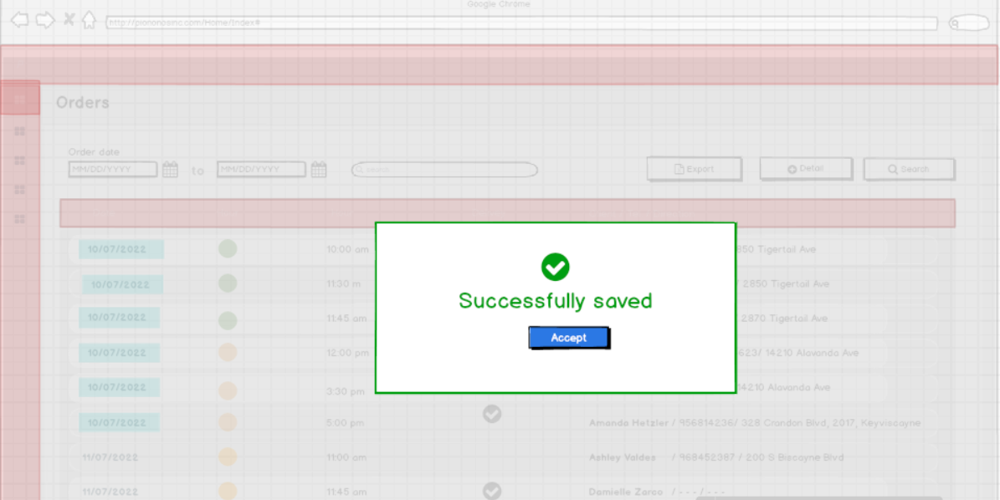 Google Chrome
http://piononosinc.com/Home/Index#
Orders
Order date
MM/DD/YYYY to MM/DD/YYYY search Export Detail Search
10/07/2022 10:00 am 850 Tigertail Ave
10/07/2022 11:30 m / 2850 Tigertail Ave
10/07/2022 11:45 am 2870 Tigertail Ave
10/07/2022 12:00 pm 623/ 14210 Alavanda Ave
10/07/2022 3:30 pm 14210 Alavanda Ave
10/07/2022 5:00 pm Amanda Hetzler / 956814236/ 328 Crandon Blvd, 2017, Keyviscayne
11/07/2022 11:00 am Ashley Valdes / 968452387 / 200 S Biscayne Blvd
11/07/2022 11:45 am Damielle Zarco / - - - / - - -
Successfully saved
Accept